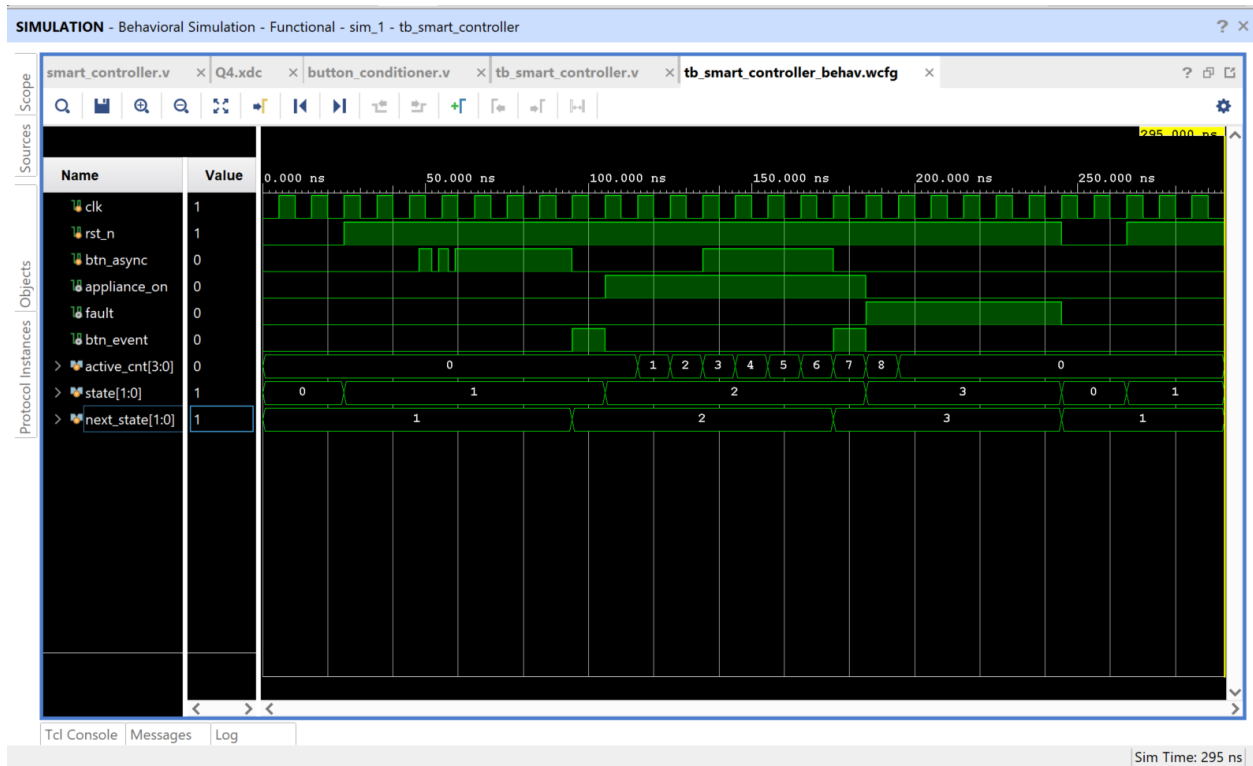 SIMULATION - Behavioral Simulation - Functional - sim_1 - tb_smart_controller
? ×
Scope
Sources
Objects
Protocol Instances
smart_controller.v × Q4.xdc × button_conditioner.v × tb_smart_controller.v × tb_smart_controller_behav.wcfg ×
?
295.000 ns
Name Value
0.000 ns 50.000 ns 100.000 ns 150.000 ns 200.000 ns 250.000 ns
clk 1
rst_n 1
btn_async 0
appliance_on 0
fault 0
btn_event 0
> active_cnt[3:0] 0 0 1 2 3 4 5 6 7 8 0
> state[1:0] 1 0 1 2 3 0 1
> next_state[1:0] 1 1 2 3 1
Tcl Console Messages Log
Sim Time: 295 ns